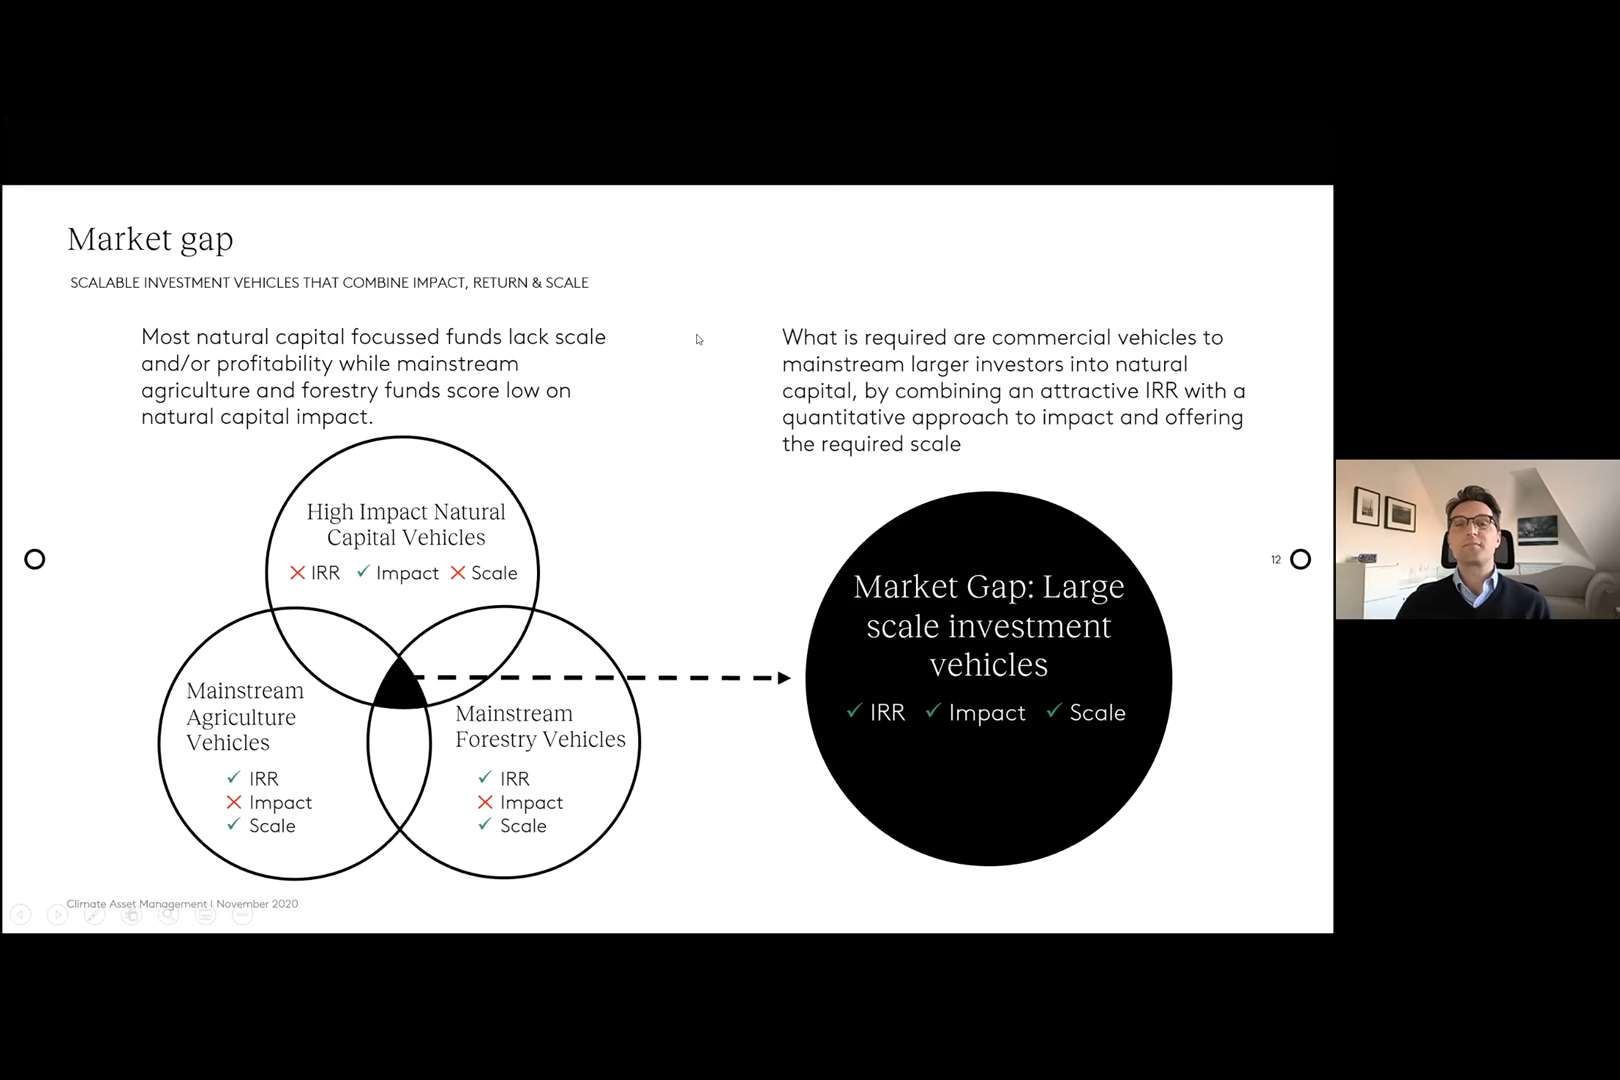 Market gap
SCALABLE INVESTMENT VEHICLES THAT COMBINE IMPACT, RETURN & SCALE
Most natural capital focussed funds lack scale
and/or profitability while mainstream
agriculture and forestry funds score low on
natural capital impact.
What is required are commercial vehicles to
mainstream larger investors into natural
capital, by combining an attractive IRR with a
quantitative approach to impact and offering
the required scale
High Impact Natural
Capital Vehicles
✕ IRR ✓ Impact ✕ Scale
Mainstream
Agriculture
Vehicles
✓ IRR
✕ Impact
✓ Scale
Mainstream
Forestry Vehicles
✓ IRR
✕ Impact
✓ Scale
Market Gap: Large
scale investment
vehicles
✓ IRR ✓ Impact ✓ Scale
12
Climate Asset Management | November 2020